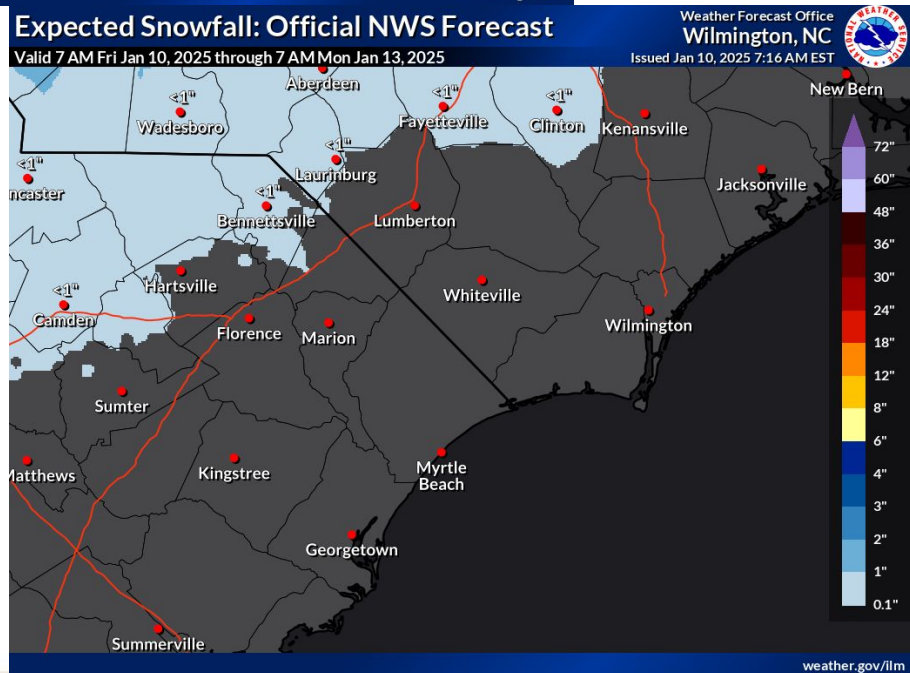 Expected Snowfall: Official NWS Forecast
Valid 7 AM Fri Jan 10, 2025 through 7 AM Mon Jan 13, 2025
Weather Forecast Office
Wilmington, NC
Issued Jan 10, 2025 7:16 AM EST
NATIONAL WEATHER SERVICE
New Bern
Aberdeen
<1"
Wadesboro
<1"
Fayetteville
<1"
Clinton
Kenansville
<1"
ncaster
<1"
Laurinburg
Jacksonville
<1"
Bennettsville
Lumberton
Hartsville
Whiteville
<1"
Camden
Florence
Marion
Wilmington
Sumter
Matthews
Kingstree
Myrtle
Beach
Georgetown
Summerville
72"
60"
48"
36"
30"
24"
18"
12"
8"
6"
4"
3"
2"
1"
0.1"
weather.gov/ilm